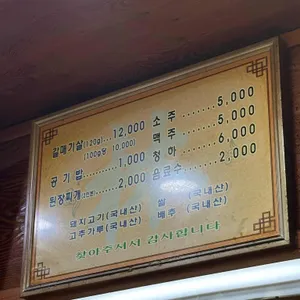 갈매기살(120g)...12,000
(100g당 10,000)
공기밥.......1,000
된장찌개.......2,000
소주.......5,000
맥주.......5,000
청하.......6,000
음료수.......2,000
돼지고기(국내산)
쌀 (국내산)
고추가루(국내산)
배추 (국내산)
찾아주셔서 감사합니다